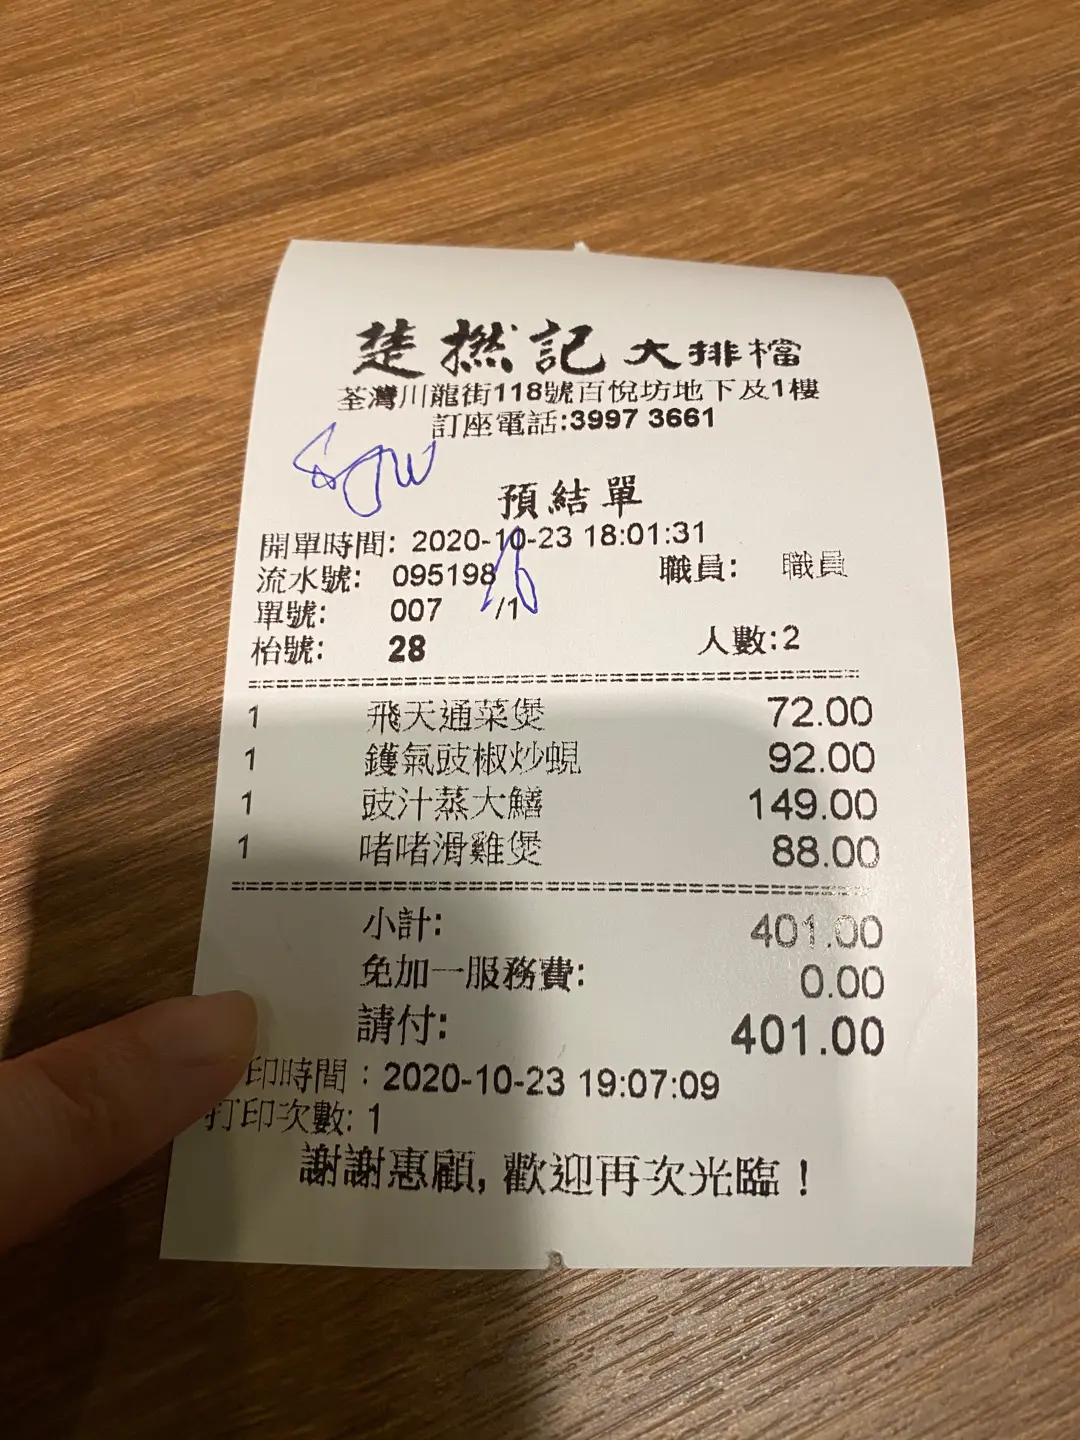 楚撚記大排檔
荃灣川龍街118號百悅坊地下及1樓
訂座電話:3997 3661
預結單
開單時間: 2020-10-23 18:01:31
流水號: 095198 職員: 職員
單號: 007 /1
枱號: 28 人數:2
1 飛天通菜煲 72.00
1 鑊氣豉椒炒蜆 92.00
1 豉汁蒸大鱔 149.00
1 啫啫滑雞煲 88.00
小計: 401.00
免加一服務費: 0.00
請付: 401.00
印時間：2020-10-23 19:07:09
打印次數: 1
謝謝惠顧, 歡迎再次光臨！